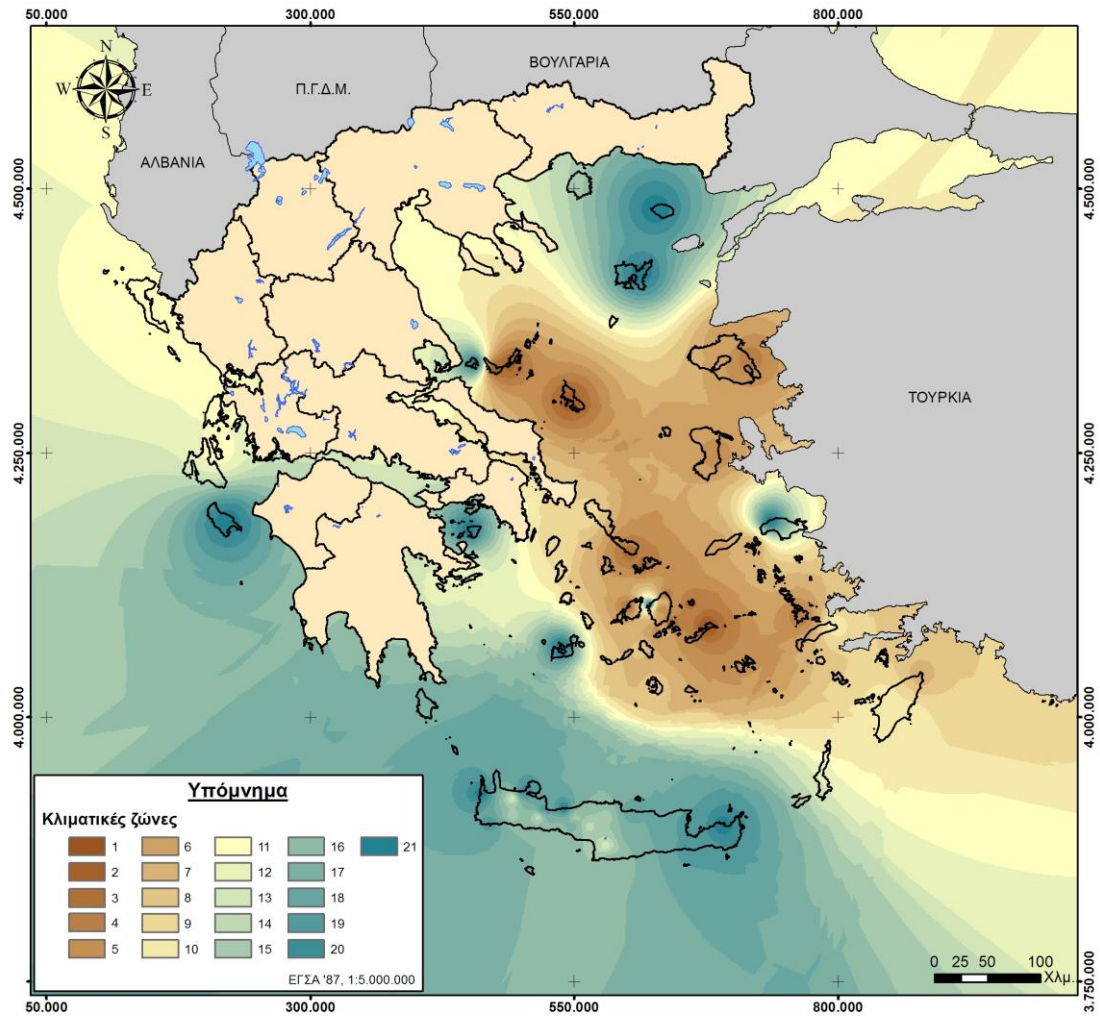 50.000 300.000 550.000 800.000
N
W E
S
ΒΟΥΛΓΑΡΙΑ
Π.Γ.Δ.Μ.
ΑΛΒΑΝΙΑ
ΤΟΥΡΚΙΑ
4.500.000 4.500.000
4.250.000 4.250.000
4.000.000 4.000.000
3.750.000
Υπόμνημα
Κλιματικές ζώνες
1 6 11 16 21
2 7 12 17
3 8 13 18
4 9 14 19
5 10 15 20
ΕΓΣΑ '87, 1:5.000.000
0 25 50 100
Χλμ.
50.000 300.000 550.000 800.000